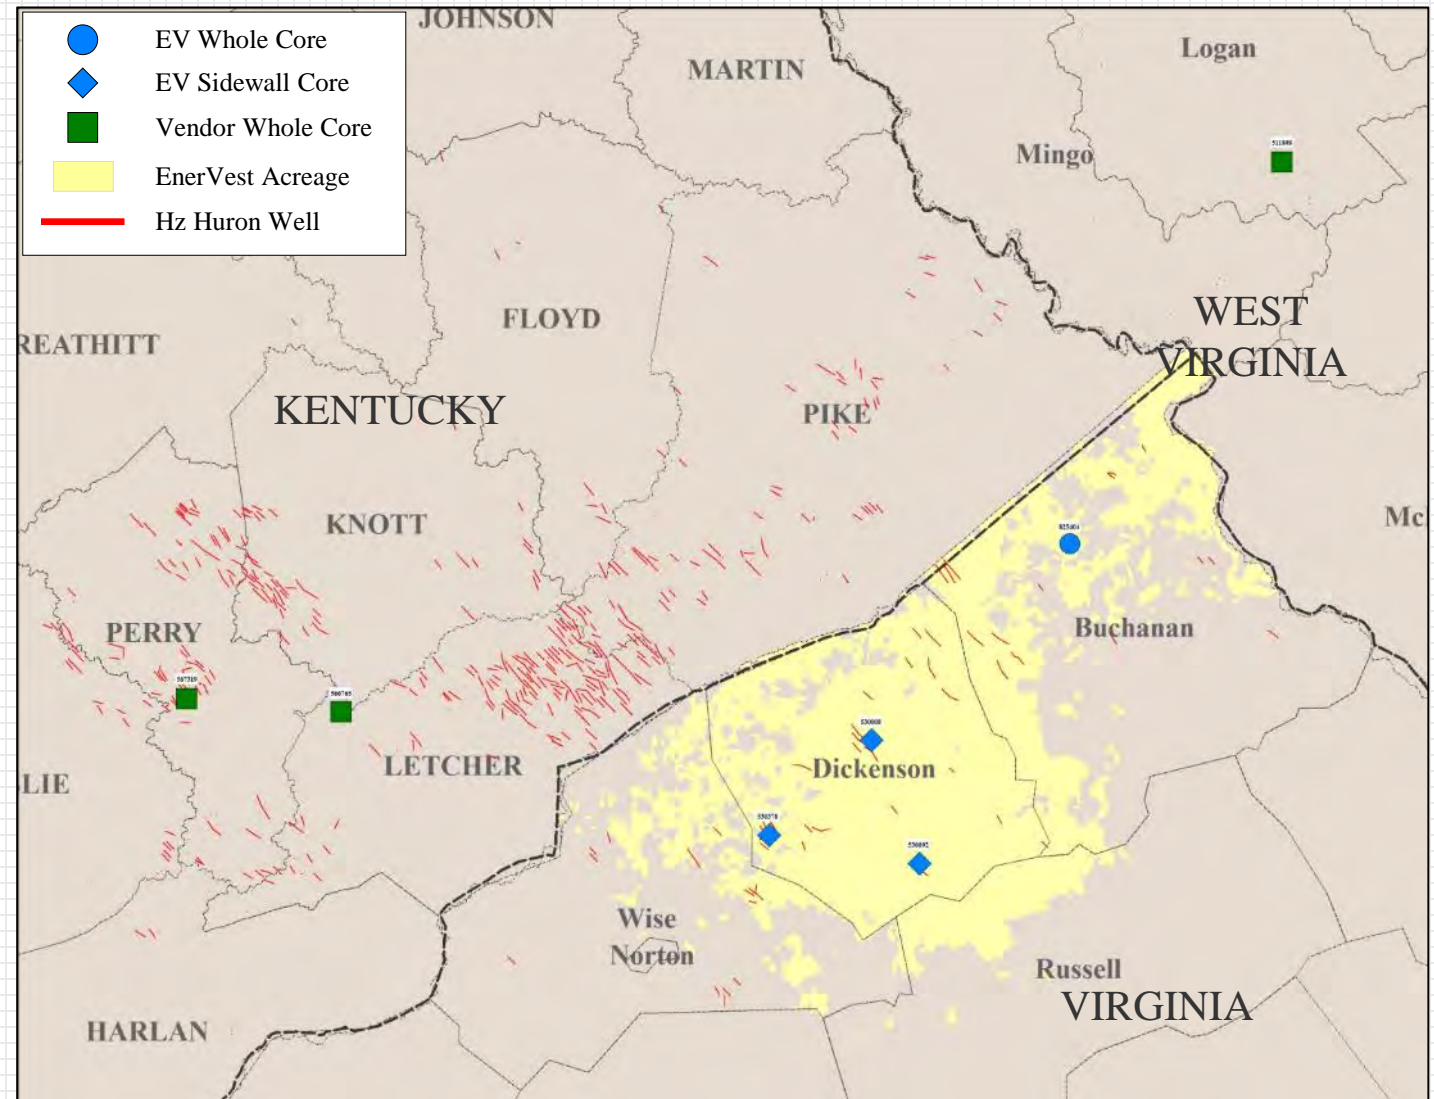 EV Whole Core
EV Sidewall Core
Vendor Whole Core
EnerVest Acreage
Hz Huron Well
JOHNSON
MARTIN
Logan
Mingo
WEST
VIRGINIA
FLOYD
REATHITT
KENTUCKY
PIKE
KNOTT
Mc
PERRY
Buchanan
LETCHER
Dickenson
LIE
Wise
Norton
Russell
VIRGINIA
HARLAN